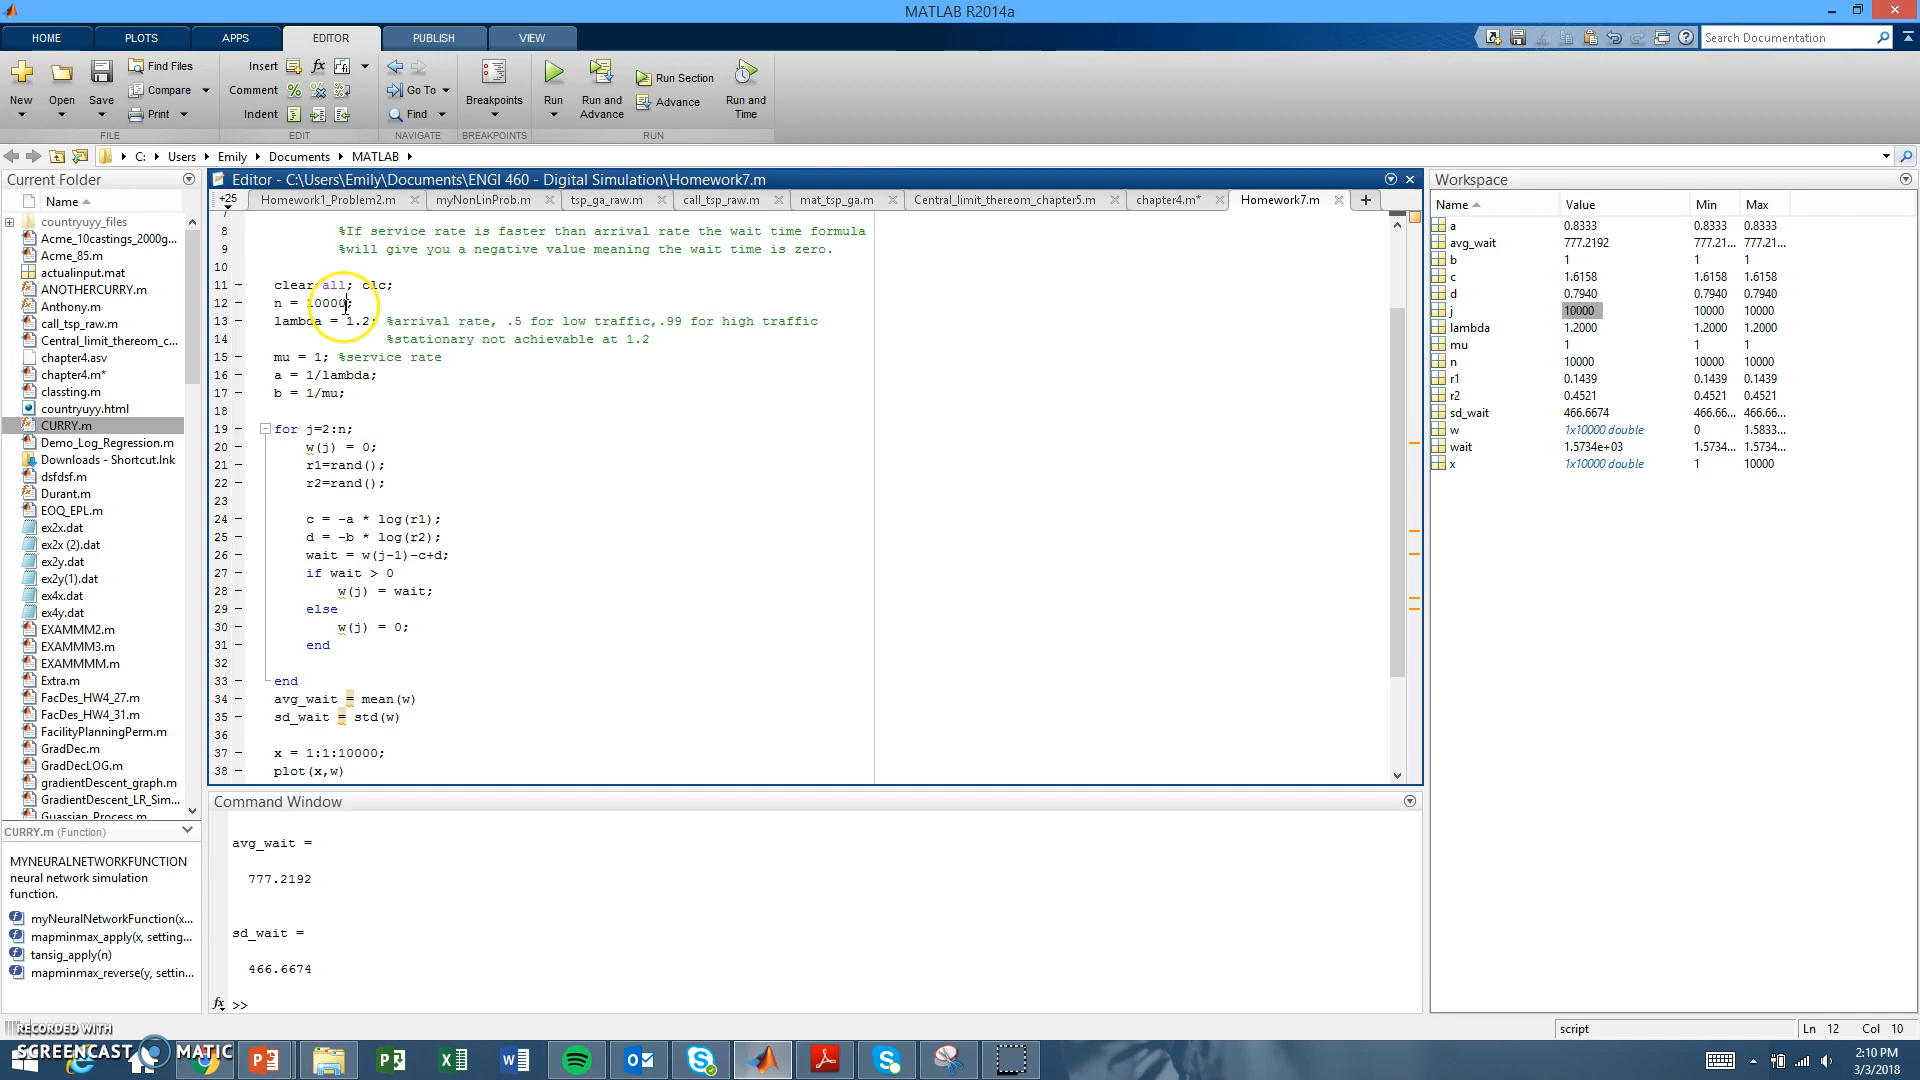 MATLAB R2014a
HOME PLOTS APPS EDITOR PUBLISH VIEW
Search Documentation
New Open Save Find Files Compare Print
Insert Comment Indent
Go To Find
Breakpoints
Run Run and Advance Run Section Advance Run and Time
FILE EDIT NAVIGATE BREAKPOINTS RUN
C: Users Emily Documents MATLAB
Current Folder
Name
countryuyy_files
Acme_10castings_2000g...
Acme_85.m
actualinput.mat
ANOTHERCURRY.m
Anthony.m
call_tsp_raw.m
Central_limit_thereom_c...
chapter4.asv
chapter4.m*
classting.m
countryuyy.html
CURRY.m
Demo_Log_Regression.m
Downloads - Shortcut.lnk
dsfdsf.m
Durant.m
EOQ_EPL.m
ex2x.dat
ex2x (2).dat
ex2y.dat
ex2y(1).dat
ex4x.dat
ex4y.dat
EXAMMM2.m
EXAMMM3.m
EXAMMMM.m
Extra.m
FacDes_HW4_27.m
FacDes_HW4_31.m
FacilityPlanningPerm.m
GradDec.m
GradDecLOG.m
gradientDescent_graph.m
GradientDescent_LR_Sim...
Guassian_Process.m
CURRY.m (Function)
MYNEURALNETWORKFUNCTION
neural network simulation
function.
myNeuralNetworkFunction(x...
mapminmax_apply(x, setting...
tansig_apply(n)
mapminmax_reverse(y, settin...
Editor - C:\Users\Emily\Documents\ENGI 460 - Digital Simulation\Homework7.m
+25 Homework1_Problem2.m myNonLinProb.m tsp_ga_raw.m call_tsp_raw.m mat_tsp_ga.m Central_limit_thereom_chapter5.m chapter4.m* Homework7.m
7
8 %If service rate is faster than arrival rate the wait time formula
9 %will give you a negative value meaning the wait time is zero.
10
11 clear all; clc;
12 n = 10000;
13 lambda = 1.2; %arrival rate, .5 for low traffic,.99 for high traffic
14 %stationary not achievable at 1.2
15 mu = 1; %service rate
16 a = 1/lambda;
17 b = 1/mu;
18
19 for j=2:n;
20 w(j) = 0;
21 r1=rand();
22 r2=rand();
23
24 c = -a * log(r1);
25 d = -b * log(r2);
26 wait = w(j-1)-c+d;
27 if wait > 0
28 w(j) = wait;
29 else
30 w(j) = 0;
31 end
32
33 end
34 avg_wait = mean(w)
35 sd_wait = std(w)
36
37 x = 1:1:10000;
38 plot(x,w)
Command Window
avg_wait =
777.2192
sd_wait =
466.6674
fx >>
Workspace
Name Value Min Max
a 0.8333 0.8333 0.8333
avg_wait 777.2192 777.21... 777.21...
b 1 1 1
c 1.6158 1.6158 1.6158
d 0.7940 0.7940 0.7940
j 10000 10000 10000
lambda 1.2000 1.2000 1.2000
mu 1 1 1
n 10000 10000 10000
r1 0.1439 0.1439 0.1439
r2 0.4521 0.4521 0.4521
sd_wait 466.6674 466.66... 466.66...
w 1x10000 double 0 1.5833...
wait 1.5734e+03 1.5734... 1.5734...
x 1x10000 double 1 10000
script Ln 12 Col 10
RECORDED WITH
SCREENCAST MATIC
2:10 PM
3/3/2018